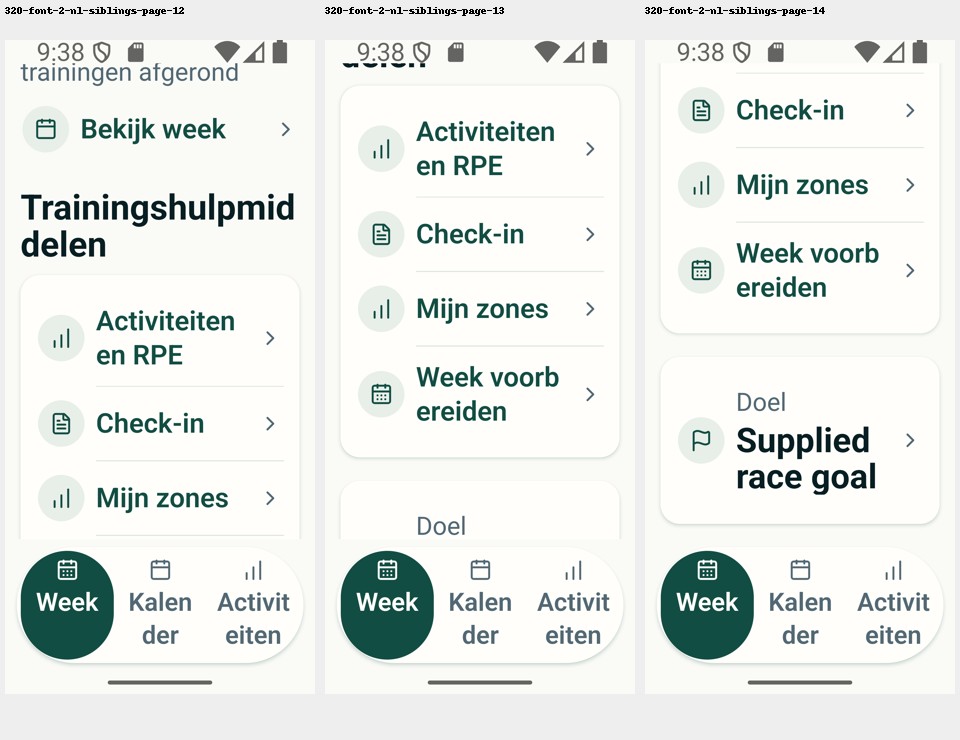 320-font-2-nl-siblings-page-12
9:38
trainingen afgerond
Bekijk week
Trainingshulpmid
delen
Activiteiten
en RPE
Check-in
Mijn zones
Week
Kalen
der
Activit
eiten
320-font-2-nl-siblings-page-13
9:38
delen
Activiteiten
en RPE
Check-in
Mijn zones
Week voorb
ereiden
Doel
Week
Kalen
der
Activit
eiten
320-font-2-nl-siblings-page-14
9:38
Check-in
Mijn zones
Week voorb
ereiden
Doel
Supplied
race goal
Week
Kalen
der
Activit
eiten